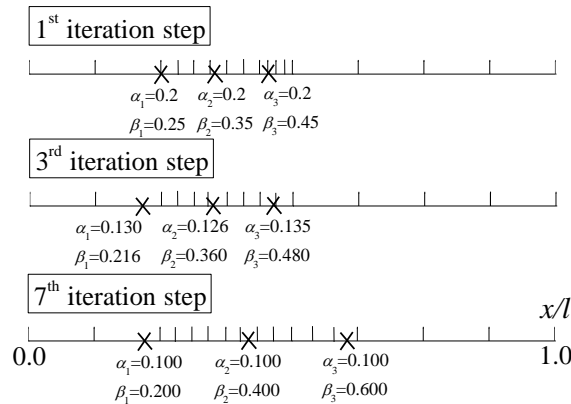 1st iteration step
α1=0.2 α2=0.2 α3=0.2
β1=0.25 β2=0.35 β3=0.45
3rd iteration step
α1=0.130 α2=0.126 α3=0.135
β1=0.216 β2=0.360 β3=0.480
7th iteration step
x/l
0.0 1.0
α1=0.100 α2=0.100 α3=0.100
β1=0.200 β2=0.400 β3=0.600